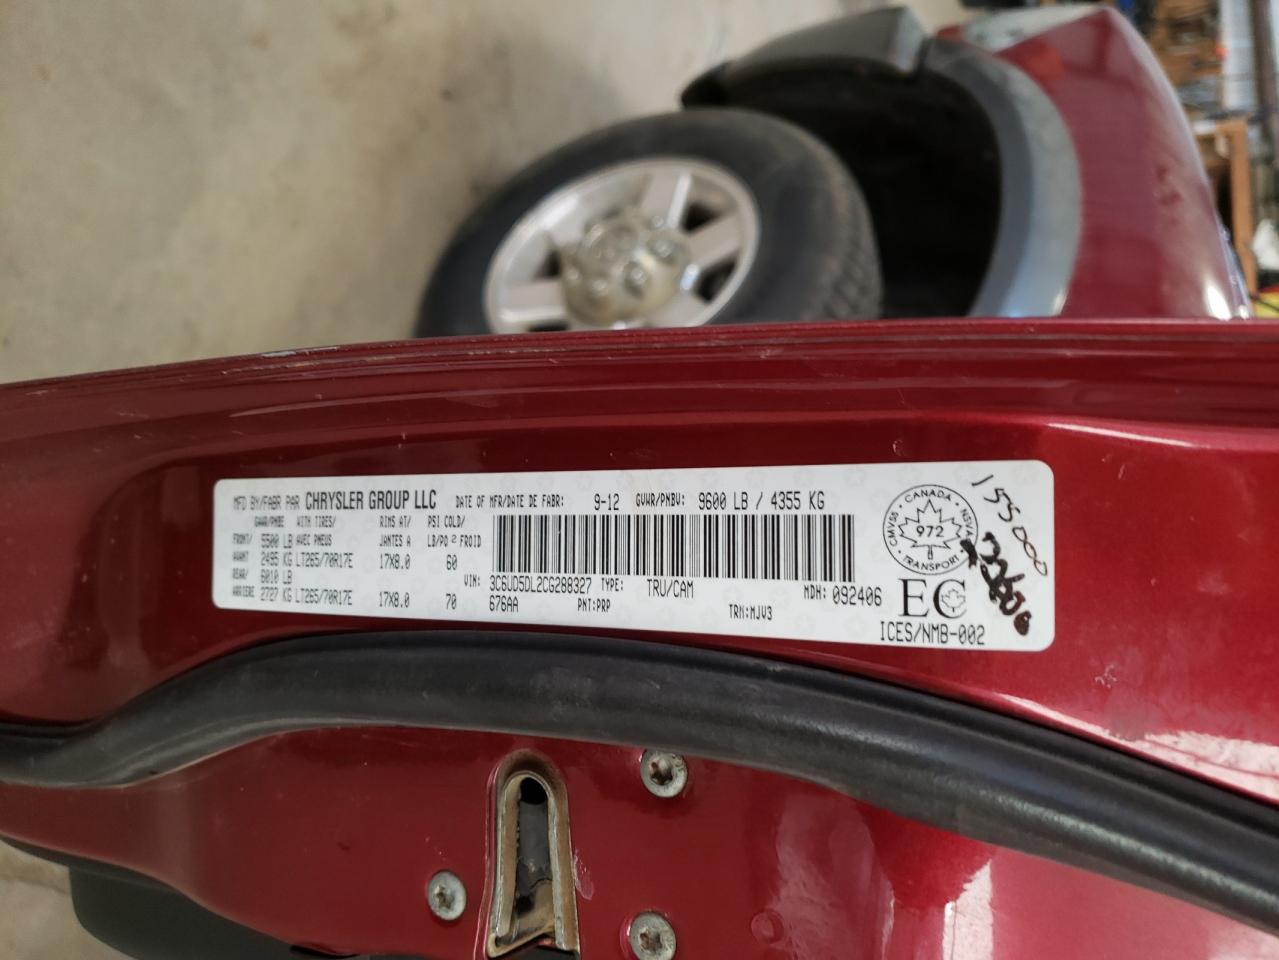 MFD BY/FABR PAR CHRYSLER GROUP LLC DATE OF MFR/DATE DE FABR: 9-12 GVWR/PNBV: 9600 LB / 4355 KG
GAWR/PNBE WITH TIRES/ RIMS AT/ PSI COLD/
FRONT/ 5500 LB AVEC PNEUS JANTES A LB/PO² FROID
AVANT 2495 KG LT265/70R17E 17X8.0 60
REAR/ 6010 LB
ARRIERE 2727 KG LT265/70R17E 17X8.0 70
VIN: 3C6UD5DL2CG288327 TYPE: TRU/CAM MDH: 092406
676AA PNT:PRP TRN:MJV3
CANADA
CMVSS NSVAC
972
TRANSPORT
EC
ICES/NMB-002
155000